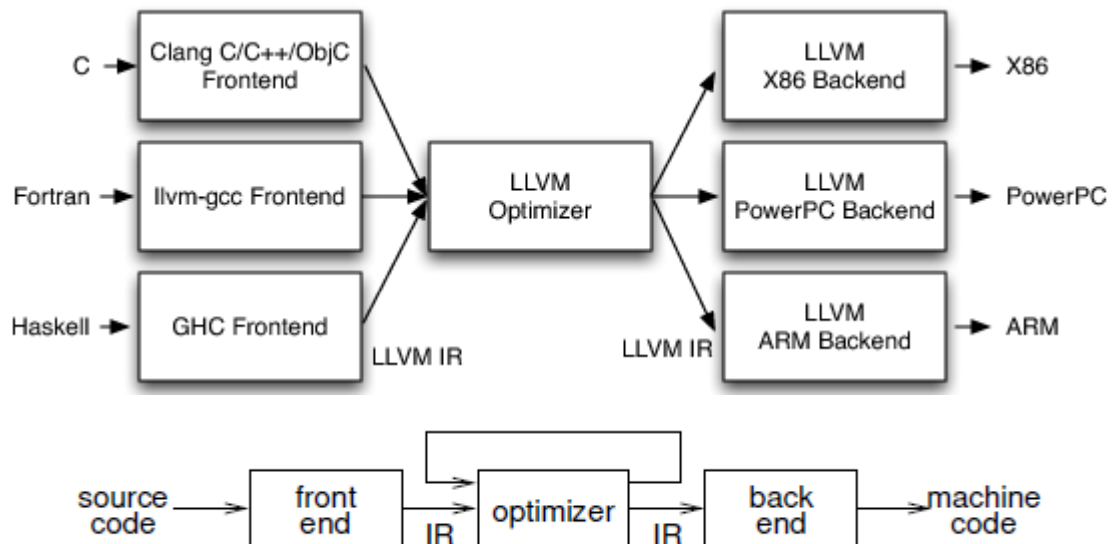 C
Clang C/C++/ObjC
Frontend
LLVM
X86 Backend
X86
Fortran
llvm-gcc Frontend
LLVM
Optimizer
LLVM
PowerPC Backend
PowerPC
Haskell
GHC Frontend
LLVM IR
LLVM IR
LLVM
ARM Backend
ARM
source
code
front
end
IR
optimizer
IR
back
end
machine
code